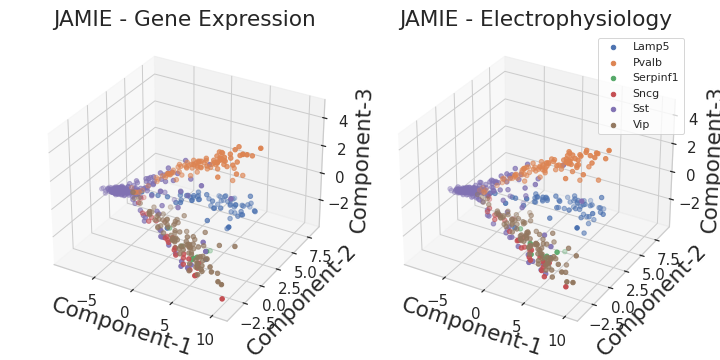 JAMIE - Gene Expression
4
2
0
−2
Component-3
−5
0
5
10
Component-1
−2.5
0.0
2.5
5.0
7.5
Component-2
JAMIE - Electrophysiology
Lamp5
Pvalb
Serpinf1
Sncg
Sst
Vip
4
2
0
−2
Component-3
−5
0
5
10
Component-1
−2.5
0.0
2.5
5.0
7.5
Component-2